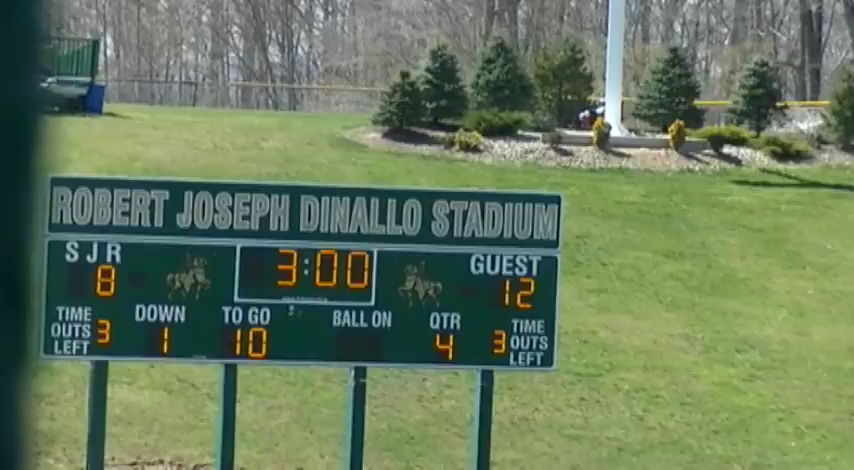 ROBERT JOSEPH DINALLO STADIUM
S J R 3:00 GUEST
8 12
TIME OUTS LEFT 3 DOWN 1 TO GO 10 BALL ON QTR 4 3 TIME OUTS LEFT